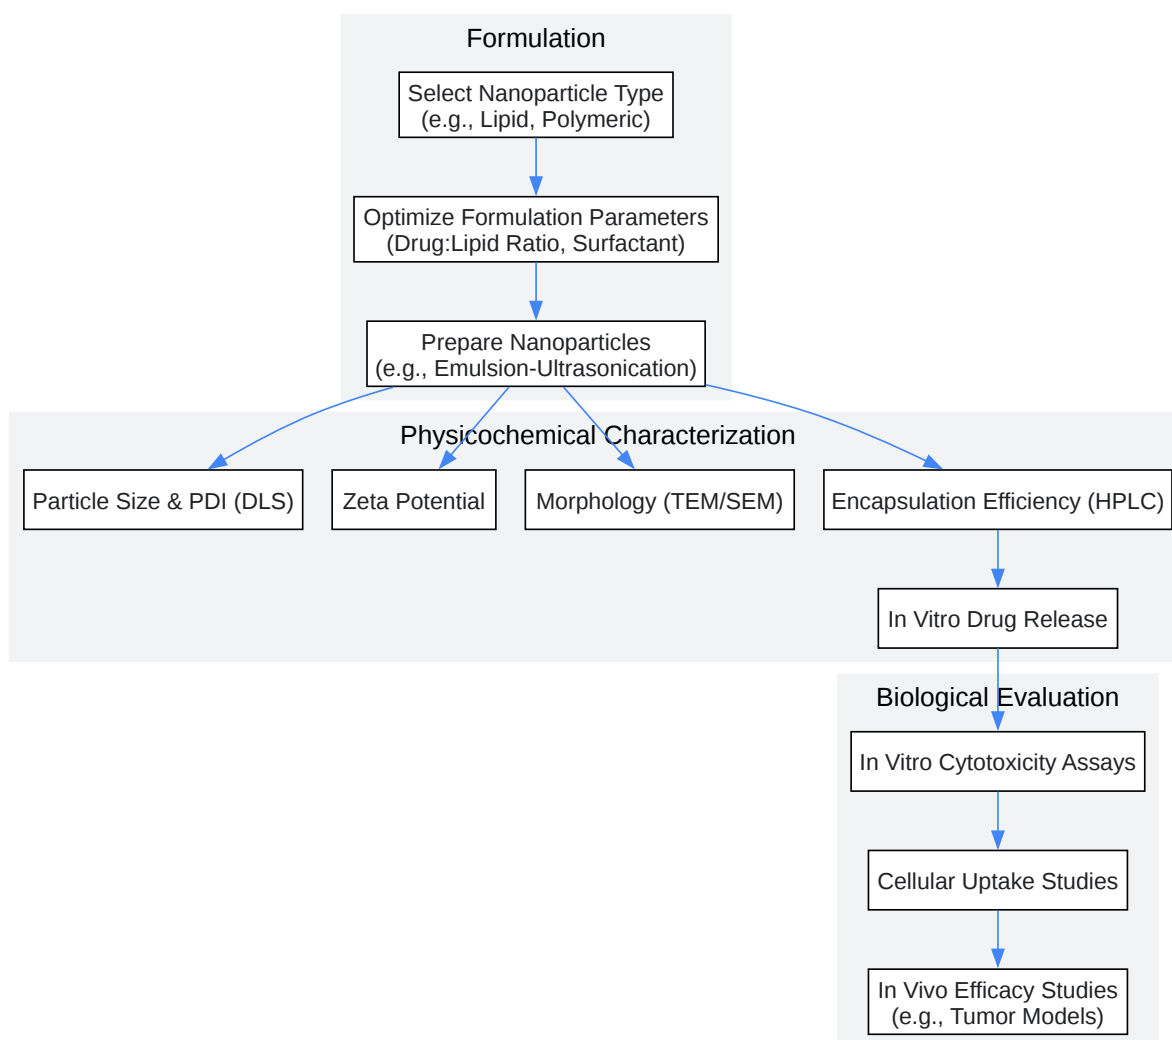 Formulation
Select Nanoparticle Type
(e.g., Lipid, Polymeric)
Optimize Formulation Parameters
(Drug:Lipid Ratio, Surfactant)
Prepare Nanoparticles
(e.g., Emulsion-Ultrasonication)
Physicochemical Characterization
Particle Size & PDI (DLS)
Zeta Potential
Morphology (TEM/SEM)
Encapsulation Efficiency (HPLC)
In Vitro Drug Release
Biological Evaluation
In Vitro Cytotoxicity Assays
Cellular Uptake Studies
In Vivo Efficacy Studies
(e.g., Tumor Models)